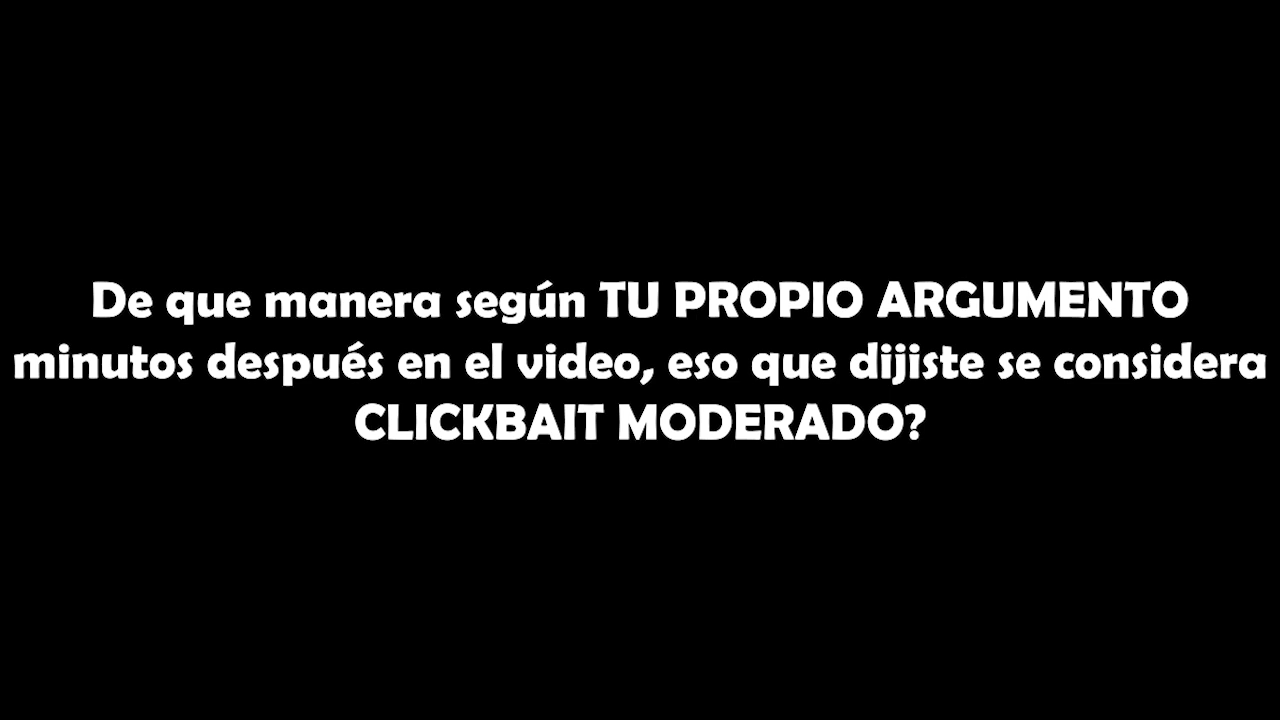 De que manera según TU PROPIO ARGUMENTO
minutos después en el video, eso que dijiste se considera
CLICKBAIT MODERADO?